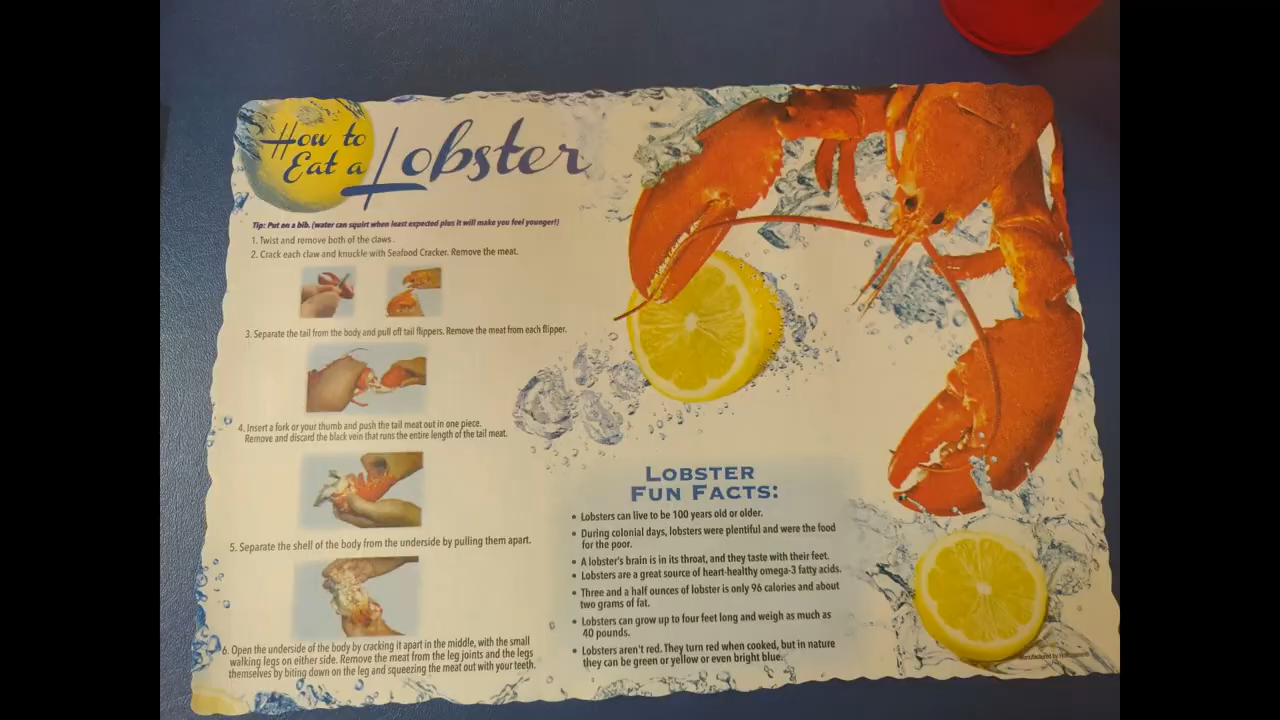 How to
Eat a Lobster
Tip: Put on a bib. (water can squirt when least expected plus it will make you feel younger!)
1. Twist and remove both of the claws.
2. Crack each claw and knuckle with Seafood Cracker. Remove the meat.
3. Separate the tail from the body and pull off tail flippers. Remove the meat from each flipper.
4. Insert a fork or your thumb and push the tail meat out in one piece.
Remove and discard the black vein that runs the entire length of the tail meat.
5. Separate the shell of the body from the underside by pulling them apart.
6. Open the underside of the body by cracking it apart in the middle, with the small
walking legs on either side. Remove the meat from the leg joints and the legs
themselves by biting down on the leg and squeezing the meat out with your teeth.
LOBSTER
FUN FACTS:
• Lobsters can live to be 100 years old or older.
• During colonial days, lobsters were plentiful and were the food
for the poor.
• A lobster's brain is in its throat, and they taste with their feet.
• Lobsters are a great source of heart-healthy omega-3 fatty acids.
• Three and a half ounces of lobster is only 96 calories and about
two grams of fat.
• Lobsters can grow up to four feet long and weigh as much as
40 pounds.
• Lobsters aren't red. They turn red when cooked, but in nature
they can be green or yellow or even bright blue.
Manufactured by